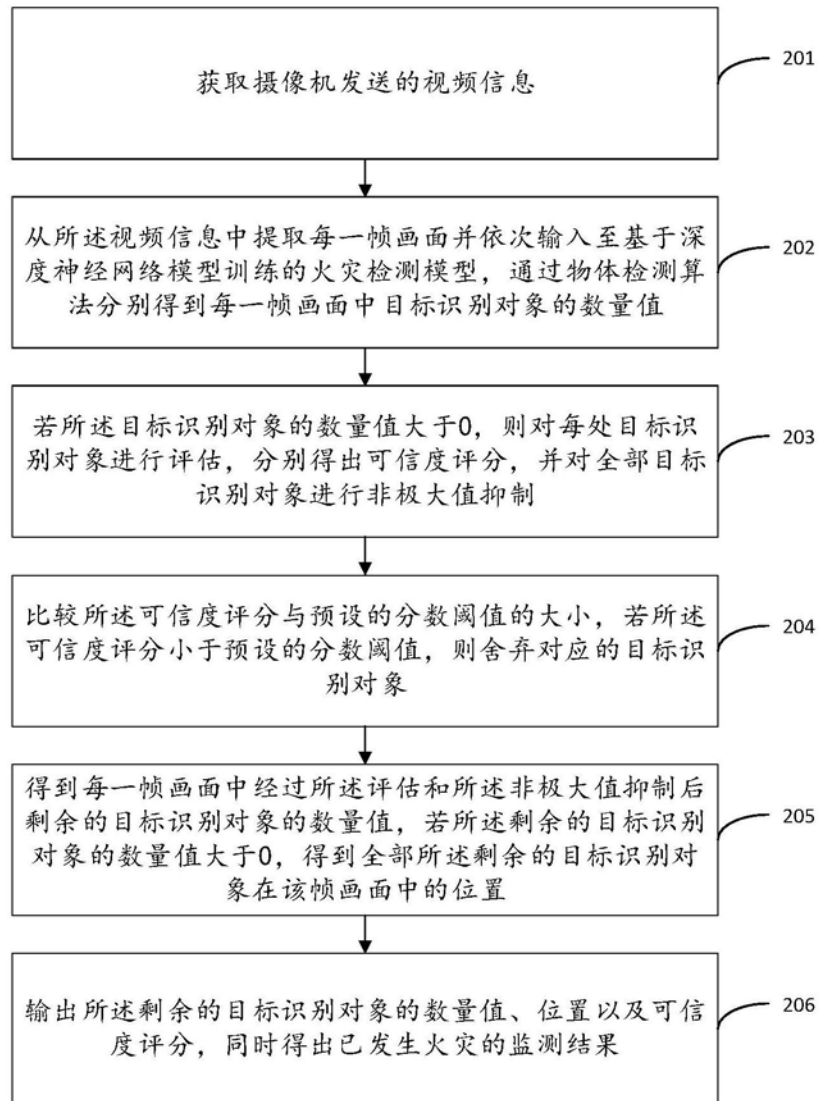 获取摄像机发送的视频信息
201
从所述视频信息中提取每一帧画面并依次输入至基于深
度神经网络模型训练的火灾检测模型，通过物体检测算
法分别得到每一帧画面中目标识别对象的数量值
202
若所述目标识别对象的数量值大于0，则对每处目标识
别对象进行评估，分别得出可信度评分，并对全部目标
识别对象进行非极大值抑制
203
比较所述可信度评分与预设的分数阈值的大小，若所述
可信度评分小于预设的分数阈值，则舍弃对应的目标识
别对象
204
得到每一帧画面中经过所述评估和所述非极大值抑制后
剩余的目标识别对象的数量值，若所述剩余的目标识别
对象的数量值大于0，得到全部所述剩余的目标识别对
象在该帧画面中的位置
205
输出所述剩余的目标识别对象的数量值、位置以及可信
度评分，同时得出已发生火灾的监测结果
206